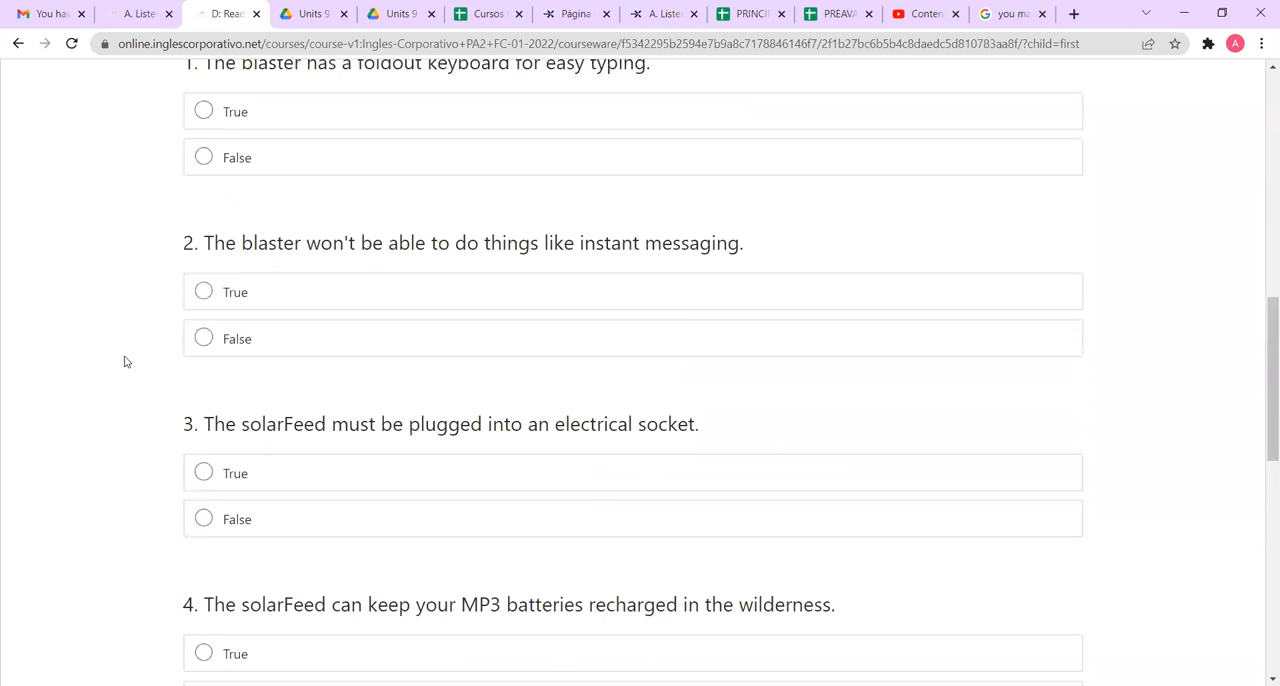 You ha
A. Liste
D: Rea
Units 9
Units 9
Cursos
Página
A. Liste
PRINCI
PREAV
Conten
you m
online.inglescorporativo.net/courses/course-v1:Ingles-Corporativo+PA2+FC-01-2022/courseware/f5342295b2594e7b9a8c7178846146f7/2f1b27bc6b5b4c8daedc5d810783aa8f/?child=first
A
1. The blaster has a foldout keyboard for easy typing.
True
False
2. The blaster won't be able to do things like instant messaging.
True
False
3. The solarFeed must be plugged into an electrical socket.
True
False
4. The solarFeed can keep your MP3 batteries recharged in the wilderness.
True